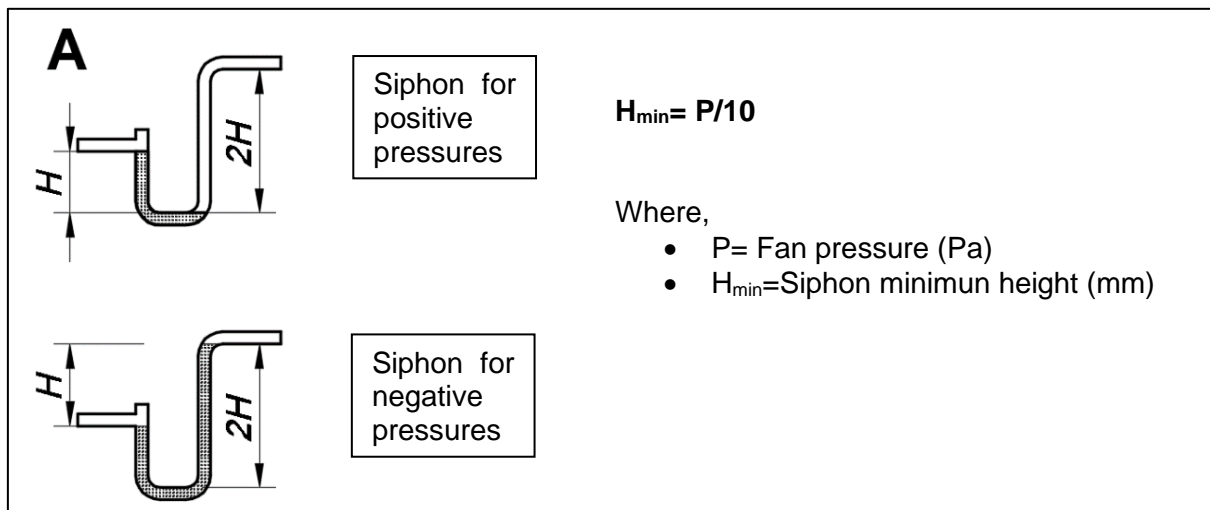 A
Siphon for
positive
pressures
H
2H
Hmin= P/10
Where,
• P= Fan pressure (Pa)
• Hmin=Siphon minimun height (mm)
H
2H
Siphon for
negative
pressures